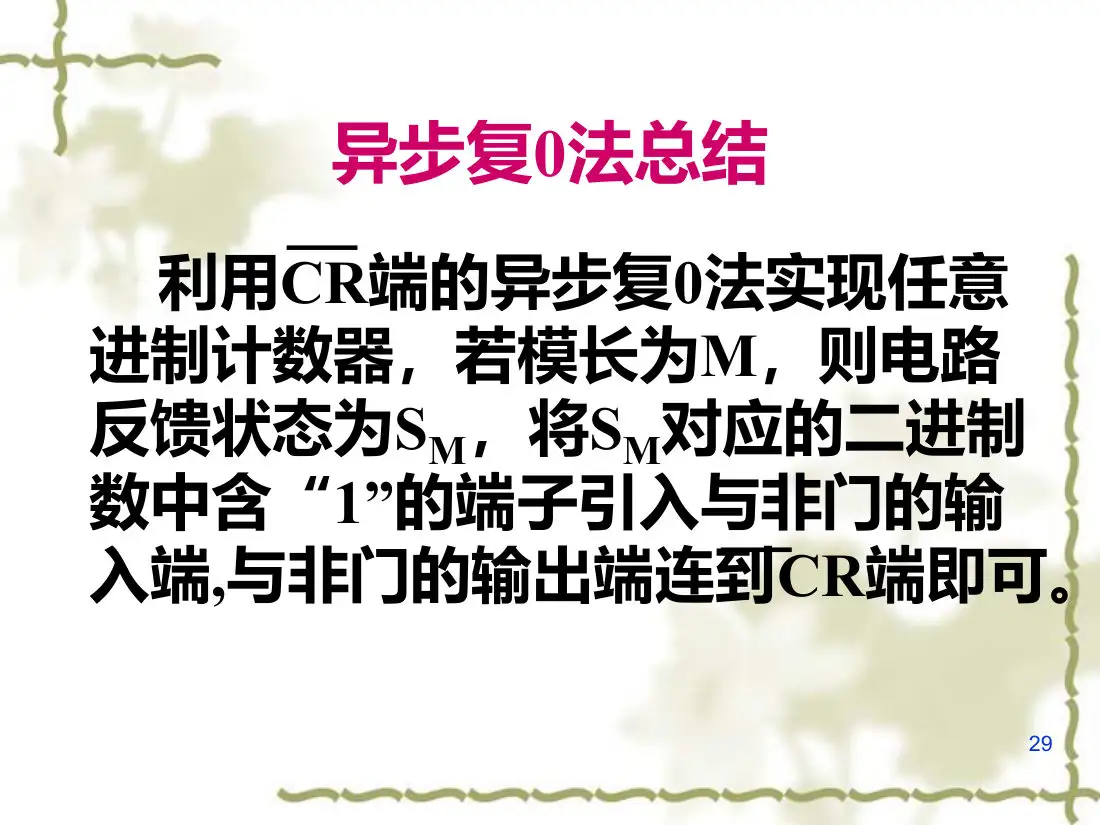 异步复0法总结
利用C̅R̅端的异步复0法实现任意
进制计数器，若模长为M，则电路
反馈状态为S_M，将S_M对应的二进制
数中含“1”的端子引入与非门的输
入端,与非门的输出端连到C̅R̅端即可。
29